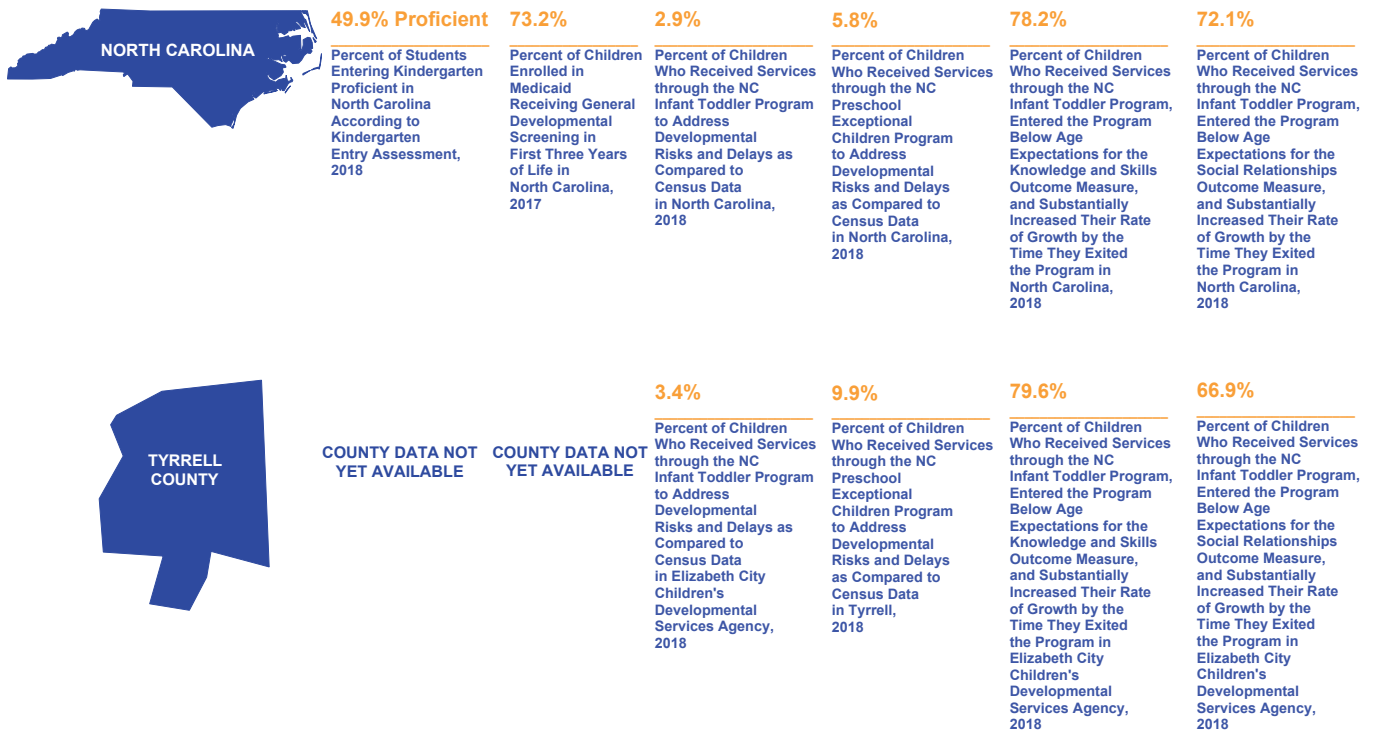 NORTH CAROLINA
49.9% Proficient
Percent of Students
Entering Kindergarten
Proficient in
North Carolina
According to
Kindergarten
Entry Assessment,
2018
73.2%
Percent of Children
Enrolled in
Medicaid
Receiving General
Developmental
Screening in
First Three Years
of Life in
North Carolina,
2017
2.9%
Percent of Children
Who Received Services
through the NC
Infant Toddler Program
to Address
Developmental
Risks and Delays as
Compared to
Census Data
in North Carolina,
2018
5.8%
Percent of Children
Who Received Services
through the NC
Preschool
Exceptional
Children Program
to Address
Developmental
Risks and Delays
as Compared to
Census Data
in North Carolina,
2018
78.2%
Percent of Children
Who Received Services
through the NC
Infant Toddler Program,
Entered the Program
Below Age
Expectations for the
Knowledge and Skills
Outcome Measure,
and Substantially
Increased Their Rate
of Growth by the
Time They Exited
the Program in
North Carolina,
2018
72.1%
Percent of Children
Who Received Services
through the NC
Infant Toddler Program,
Entered the Program
Below Age
Expectations for the
Social Relationships
Outcome Measure,
and Substantially
Increased Their Rate
of Growth by the
Time They Exited
the Program in
North Carolina,
2018
TYRRELL
COUNTY
COUNTY DATA NOT
YET AVAILABLE
COUNTY DATA NOT
YET AVAILABLE
3.4%
Percent of Children
Who Received Services
through the NC
Infant Toddler Program
to Address
Developmental
Risks and Delays as
Compared to
Census Data
in Elizabeth City
Children's
Developmental
Services Agency,
2018
9.9%
Percent of Children
Who Received Services
through the NC
Preschool
Exceptional
Children Program
to Address
Developmental
Risks and Delays
as Compared to
Census Data
in Tyrrell,
2018
79.6%
Percent of Children
Who Received Services
through the NC
Infant Toddler Program,
Entered the Program
Below Age
Expectations for the
Knowledge and Skills
Outcome Measure,
and Substantially
Increased Their Rate
of Growth by the
Time They Exited
the Program in
Elizabeth City
Children's
Developmental
Services Agency,
2018
66.9%
Percent of Children
Who Received Services
through the NC
Infant Toddler Program,
Entered the Program
Below Age
Expectations for the
Social Relationships
Outcome Measure,
and Substantially
Increased Their Rate
of Growth by the
Time They Exited
the Program in
Elizabeth City
Children's
Developmental
Services Agency,
2018